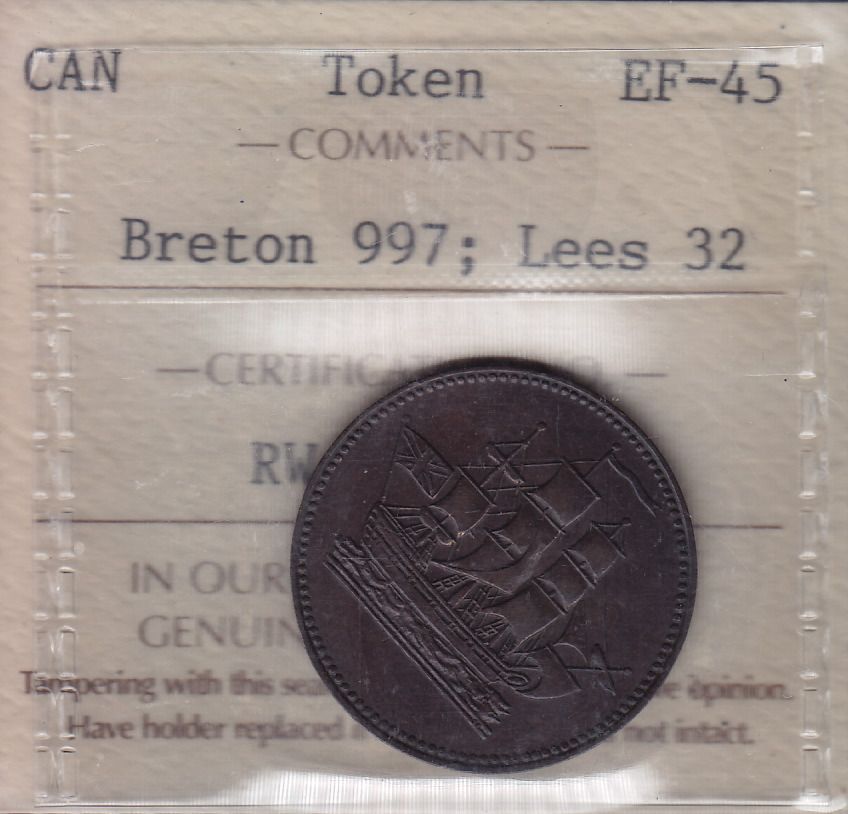 CAN Token EF-45
— COMMENTS —
Breton 997; Lees 32
RW
IN OUR
GENUIN
Tampering with this seal opinion.
Have holder replaced not intact.